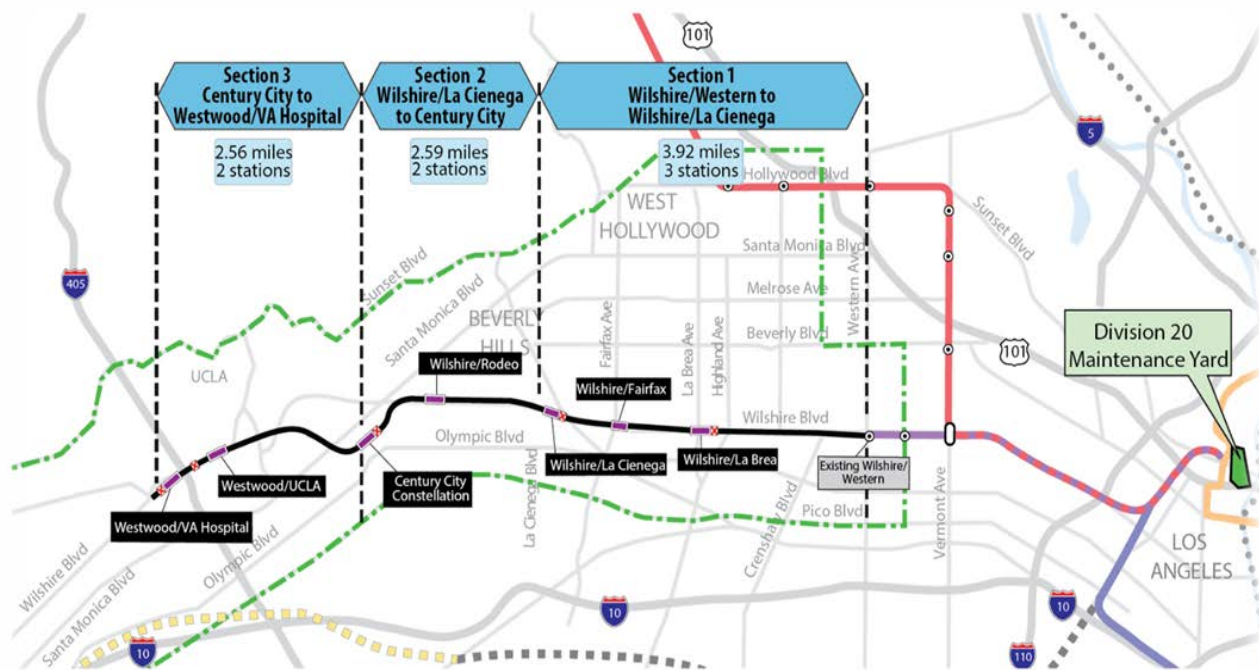 101
Section 3
Century City to
Westwood/VA Hospital
Section 2
Wilshire/La Cienega
to Century City
Section 1
Wilshire/Western to
Wilshire/La Cienega
2.56 miles
2 stations
2.59 miles
2 stations
3.92 miles
3 stations
5
Hollywood Blvd
WEST
HOLLYWOOD
Sunset Blvd
Santa Monica Blvd
Sunset Blvd
405
Western Ave
Melrose Ave
Santa Monica Blvd
BEVERLY
HILLS
Fairfax Ave
La Brea Ave
Highland Ave
Beverly Blvd
101
Division 20
Maintenance Yard
UCLA
Wilshire/Rodeo
Wilshire/Fairfax
Wilshire Blvd
Olympic Blvd
Wilshire/La Cienega
Wilshire/La Brea
Existing Wilshire/
Western
Westwood/UCLA
Century City
Constellation
Westwood/VA Hospital
La Cienega Blvd
Crenshaw Blvd
Pico Blvd
Vermont Ave
LOS
ANGELES
Wilshire Blvd
Santa Monica Blvd
Olympic Blvd
10
10
10
110